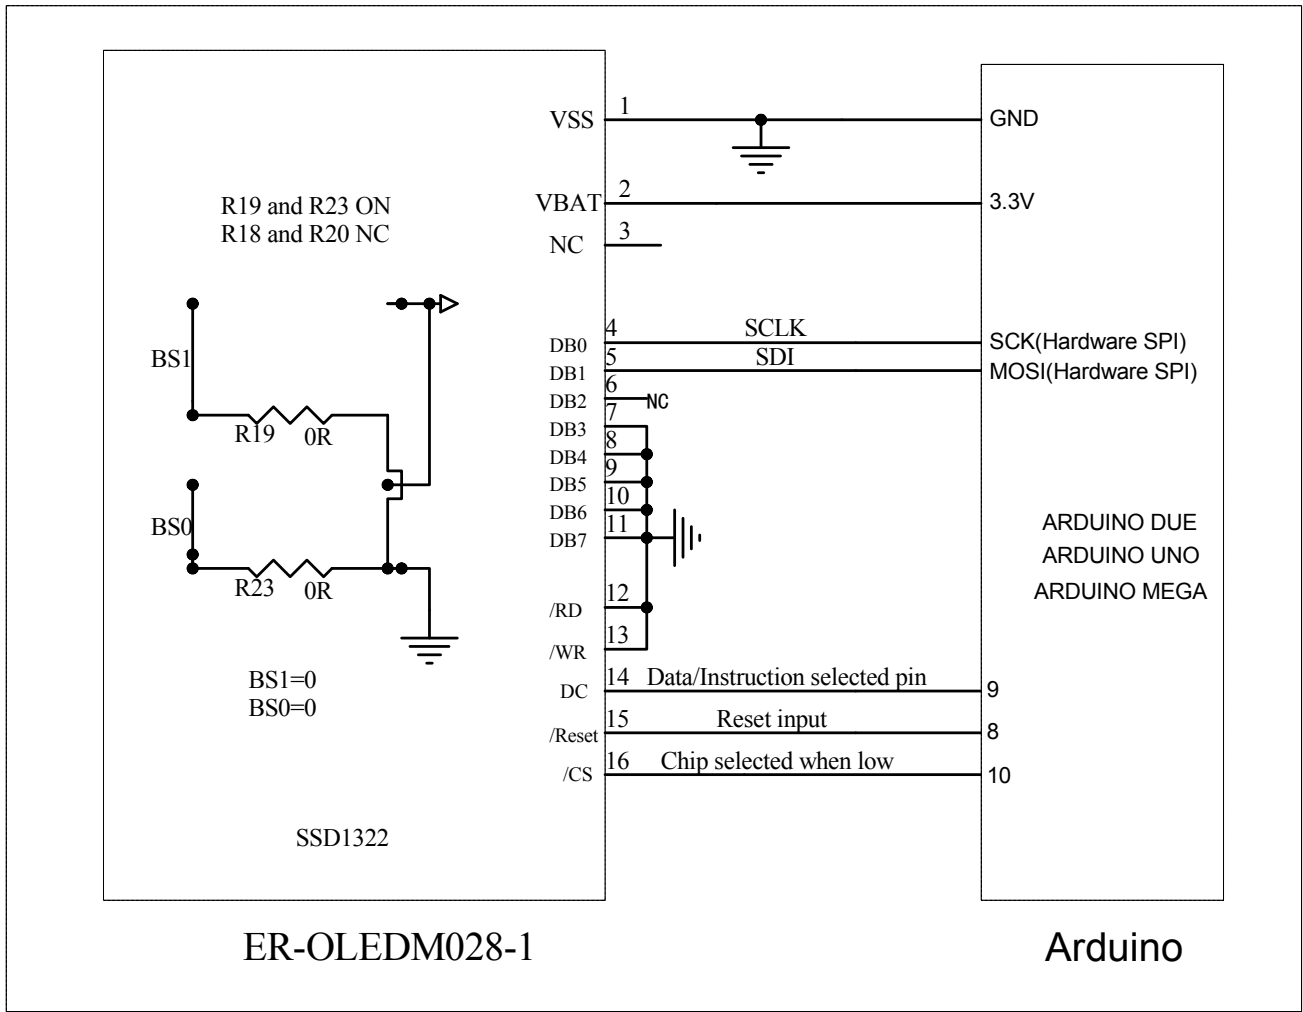 VSS 1 GND
VBAT 2 3.3V
R19 and R23 ON
R18 and R20 NC
NC 3
DB0 4 SCLK SCK(Hardware SPI)
BS1
DB1 5 SDI MOSI(Hardware SPI)
DB2 6 NC
DB3 7
R19 0R
DB4 8
DB5 9
DB6 10
BS0
DB7 11
ARDUINO DUE
ARDUINO UNO
ARDUINO MEGA
R23 0R
/RD 12
/WR 13
BS1=0
BS0=0
DC 14 Data/Instruction selected pin 9
/Reset 15 Reset input 8
/CS 16 Chip selected when low 10
SSD1322
ER-OLEDM028-1
Arduino